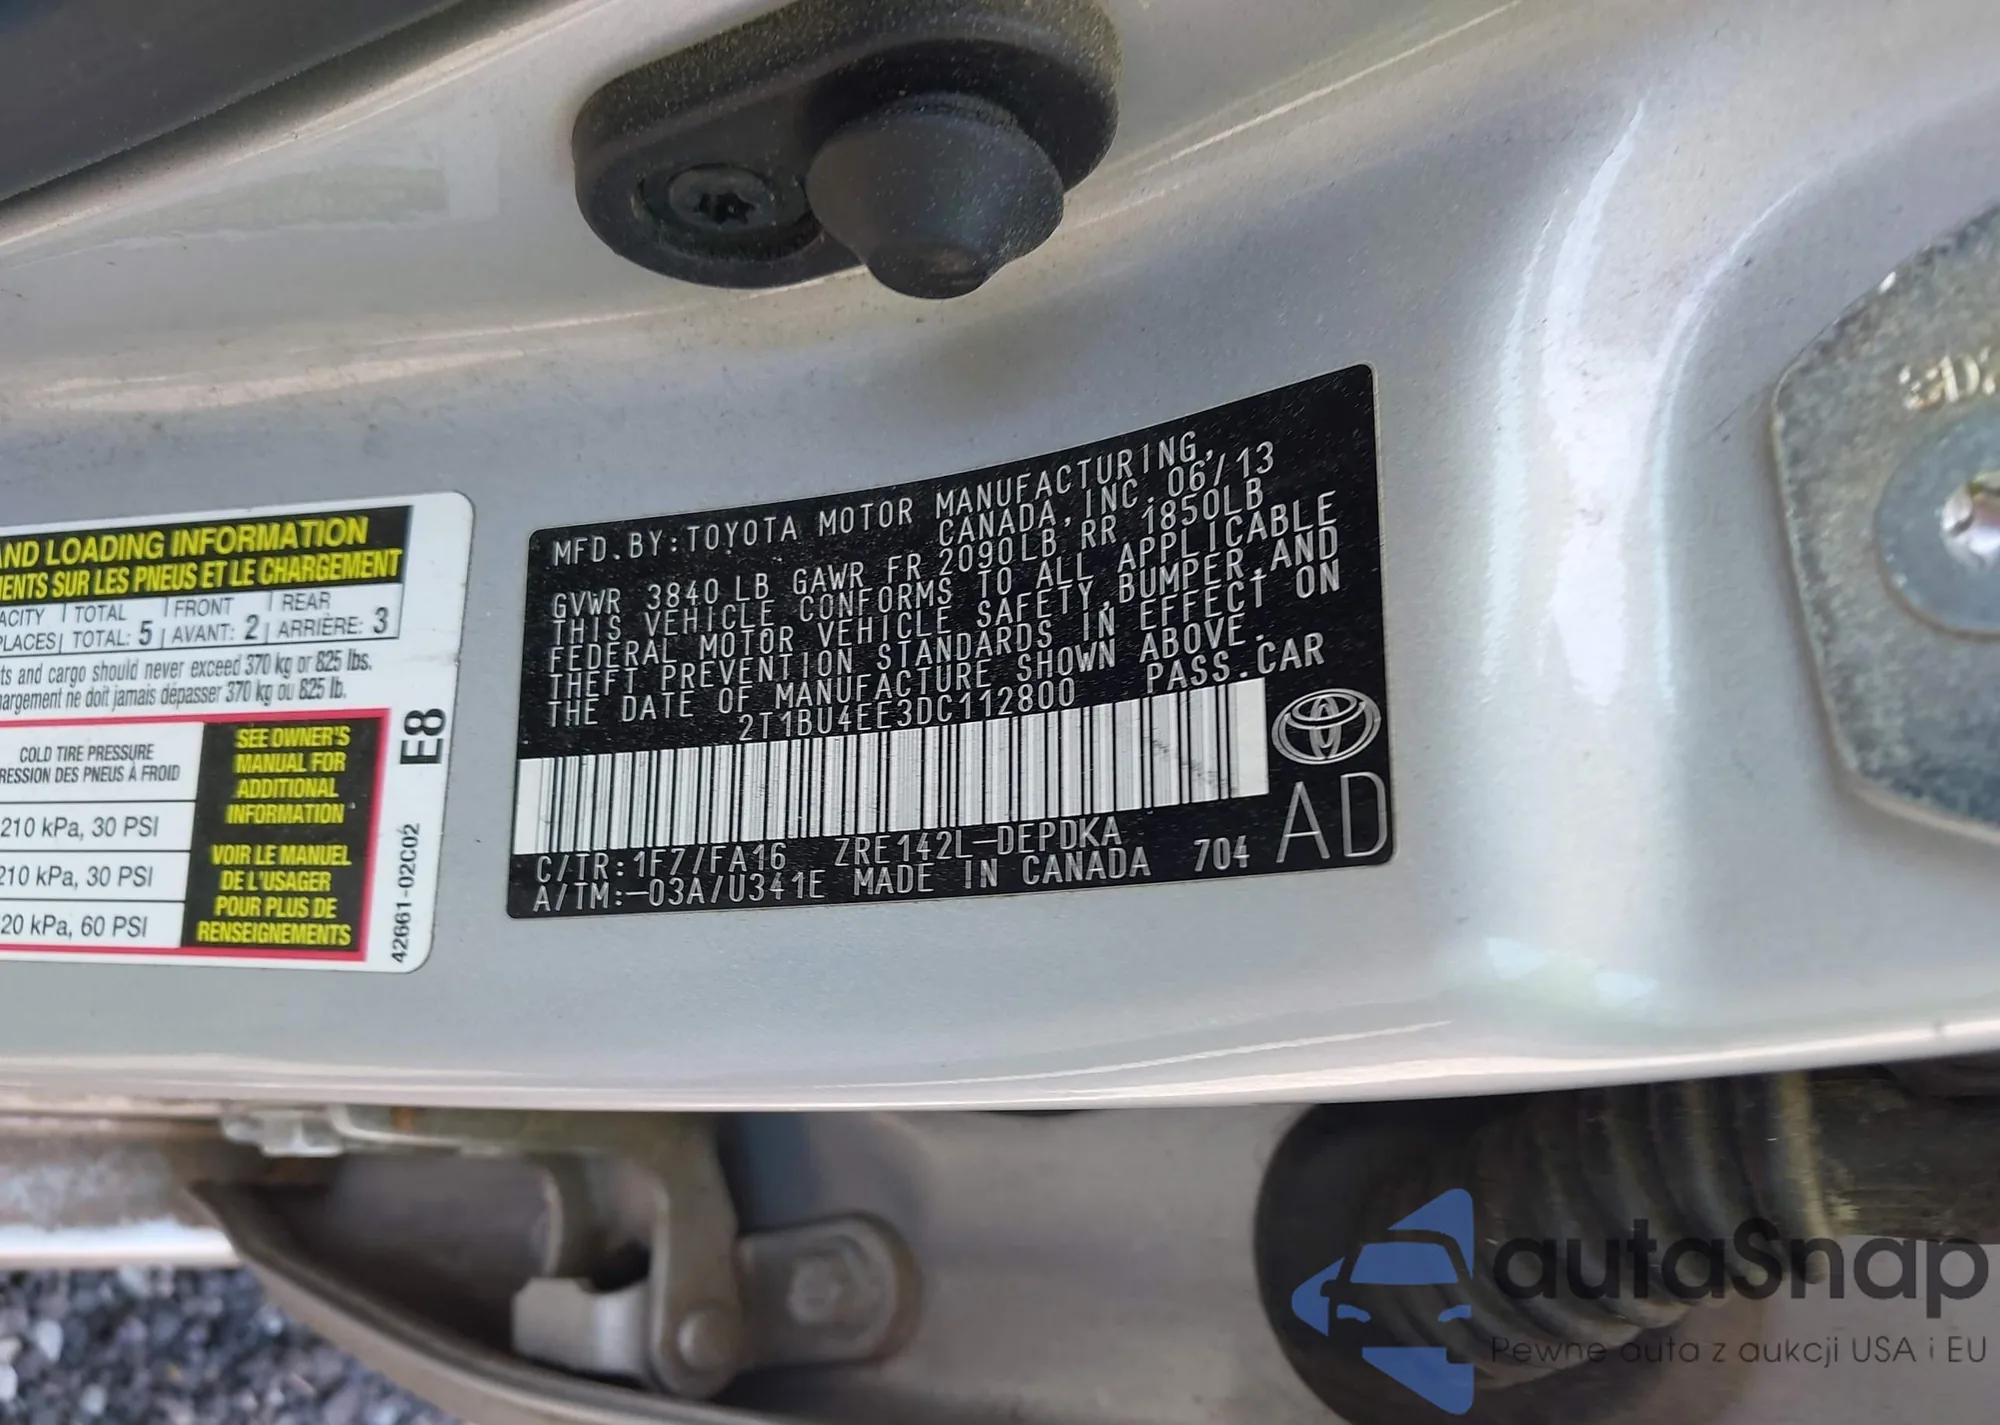 AND LOADING INFORMATION
MENTS SUR LES PNEUS ET LE CHARGEMENT
ACITY TOTAL FRONT REAR
PLACES TOTAL: 5 AVANT: 2 ARRIÈRE: 3
ts and cargo should never exceed 370 kg or 825 lbs.
hargement ne doit jamais dépasser 370 kg ou 825 lb.
COLD TIRE PRESSURE
RESSION DES PNEUS À FROID
210 kPa, 30 PSI
210 kPa, 30 PSI
20 kPa, 60 PSI
SEE OWNER'S
MANUAL FOR
ADDITIONAL
INFORMATION
VOIR LE MANUEL
DE L'USAGER
POUR PLUS DE
RENSEIGNEMENTS
E8
42661-02C02
MFD.BY:TOYOTA MOTOR MANUFACTURING,
CANADA,INC. 06/13
GVWR 3840 LB GAWR FR 2090LB RR 1850LB
THIS VEHICLE CONFORMS TO ALL APPLICABLE
FEDERAL MOTOR VEHICLE SAFETY,BUMPER,AND
THEFT PREVENTION STANDARDS IN EFFECT ON
THE DATE OF MANUFACTURE SHOWN ABOVE.
2T1BU4EE3DC112800 PASS.CAR
C/TR:1F7/FA16 ZRE142L-DEPDKA
A/TM:-03A/U341E MADE IN CANADA 704
AD
autaSnap
Pewne auta z aukcji USA i EU